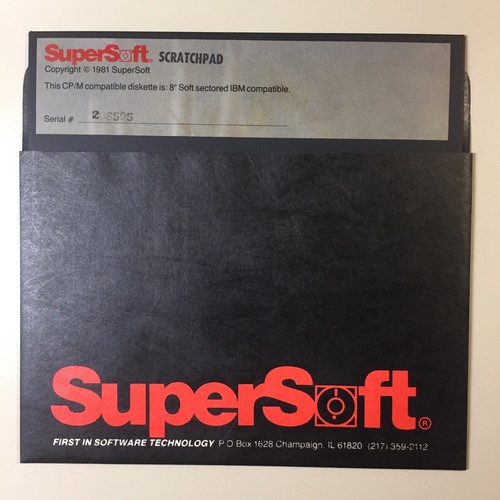 SuperSoft® SCRATCHPAD
Copyright © 1981 SuperSoft
This CP/M compatible diskette is: 8" Soft sectored IBM compatible.
Serial # 206505
SuperSoft®
FIRST IN SOFTWARE TECHNOLOGY P.O Box 1628 Champaign, IL 61820 (217) 359-2112